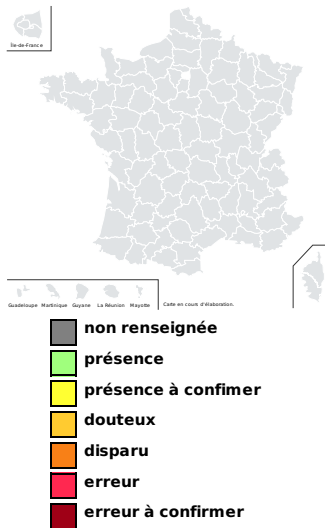 Île-de-France
Guadeloupe Martinique Guyane La Réunion Mayotte Carte en cours d'élaboration.
non renseignée
présence
présence à confimer
douteux
disparu
erreur
erreur à confirmer